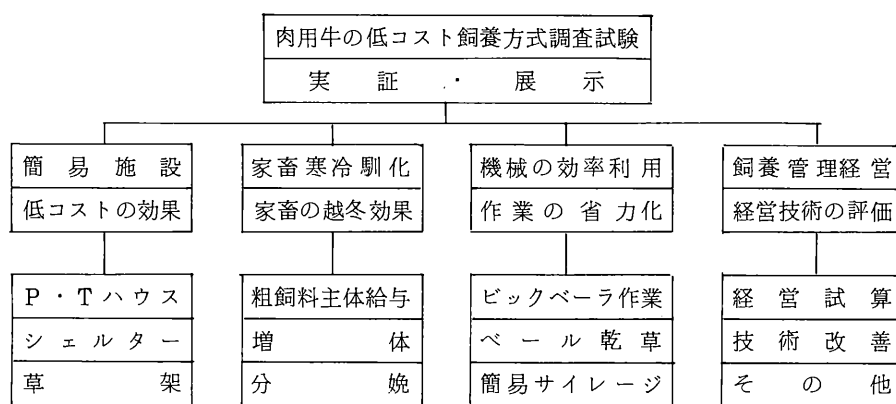 肉用牛の低コスト飼養方式調査試験
実証・展示
簡易施設
低コストの効果
家畜寒冷馴化
家畜の越冬効果
機械の効率利用
作業の省力化
飼養管理経営
経営技術の評価
P・Tハウス
シェルター
草架
粗飼料主体給与
増体
分娩
ビックベーラ作業
ベール乾草
簡易サイレージ
経営試算
技術改善
その他